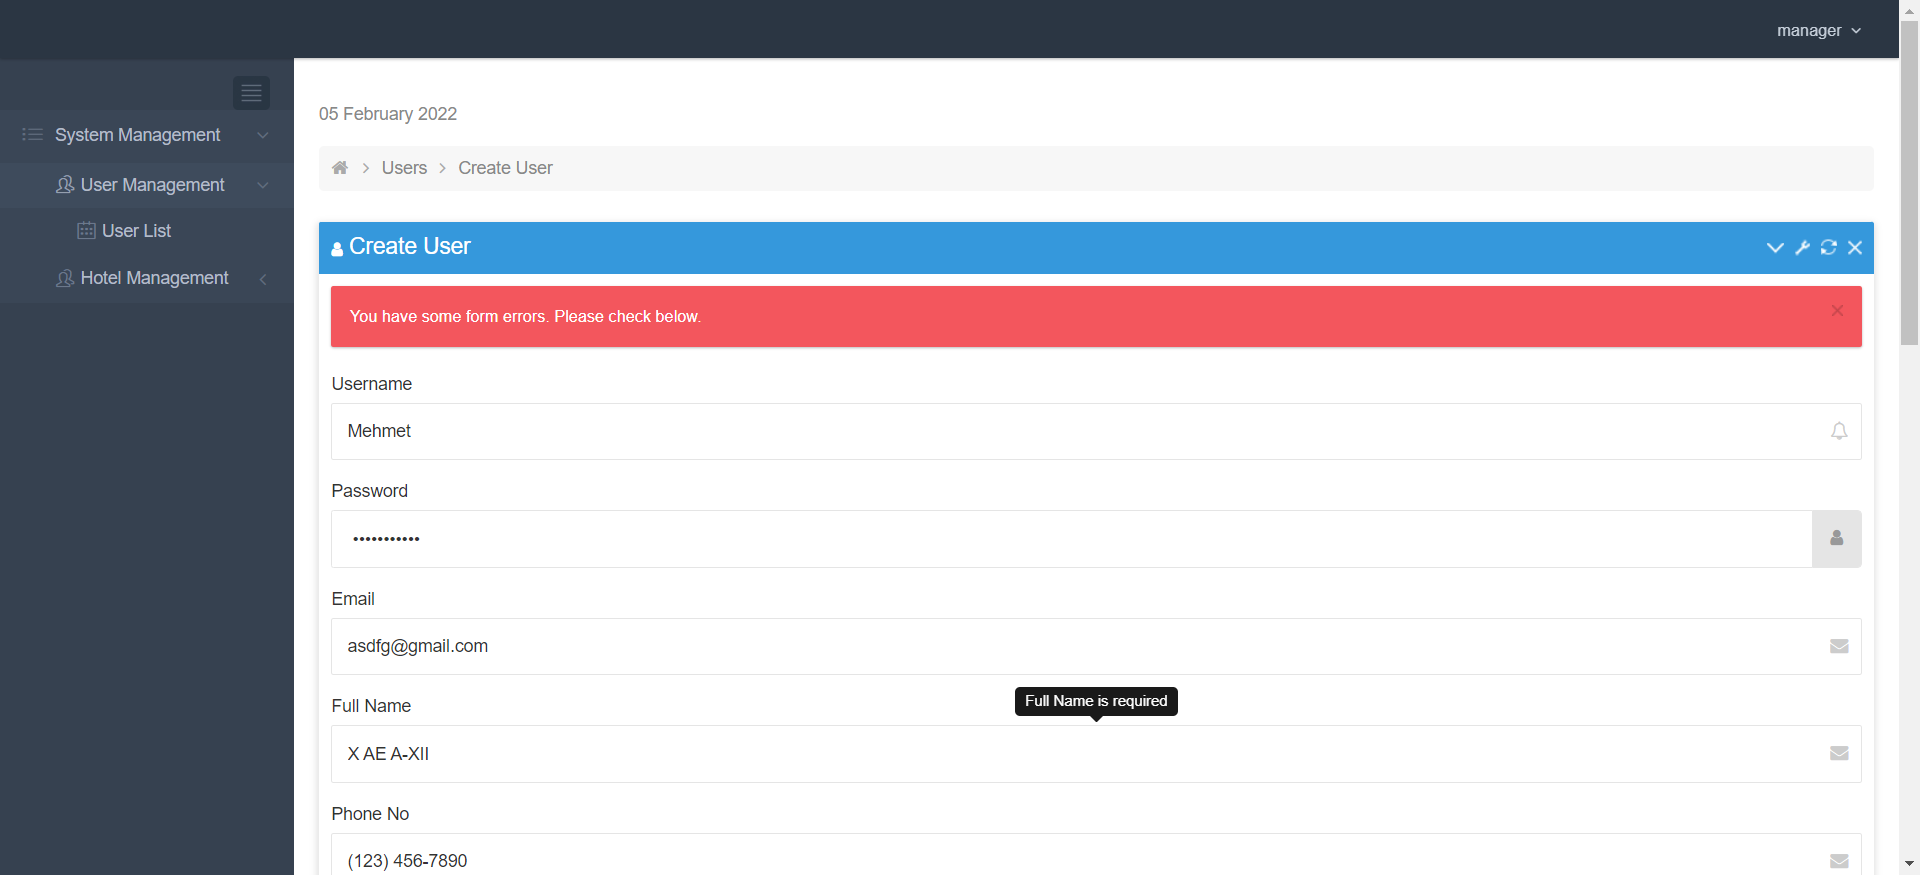 manager
System Management
User Management
User List
Hotel Management
05 February 2022
Users
Create User
Create User
You have some form errors. Please check below.
Username
Mehmet
Password
•••••••••••
Email
asdfg@gmail.com
Full Name is required
Full Name
X AE A-XII
Phone No
(123) 456-7890